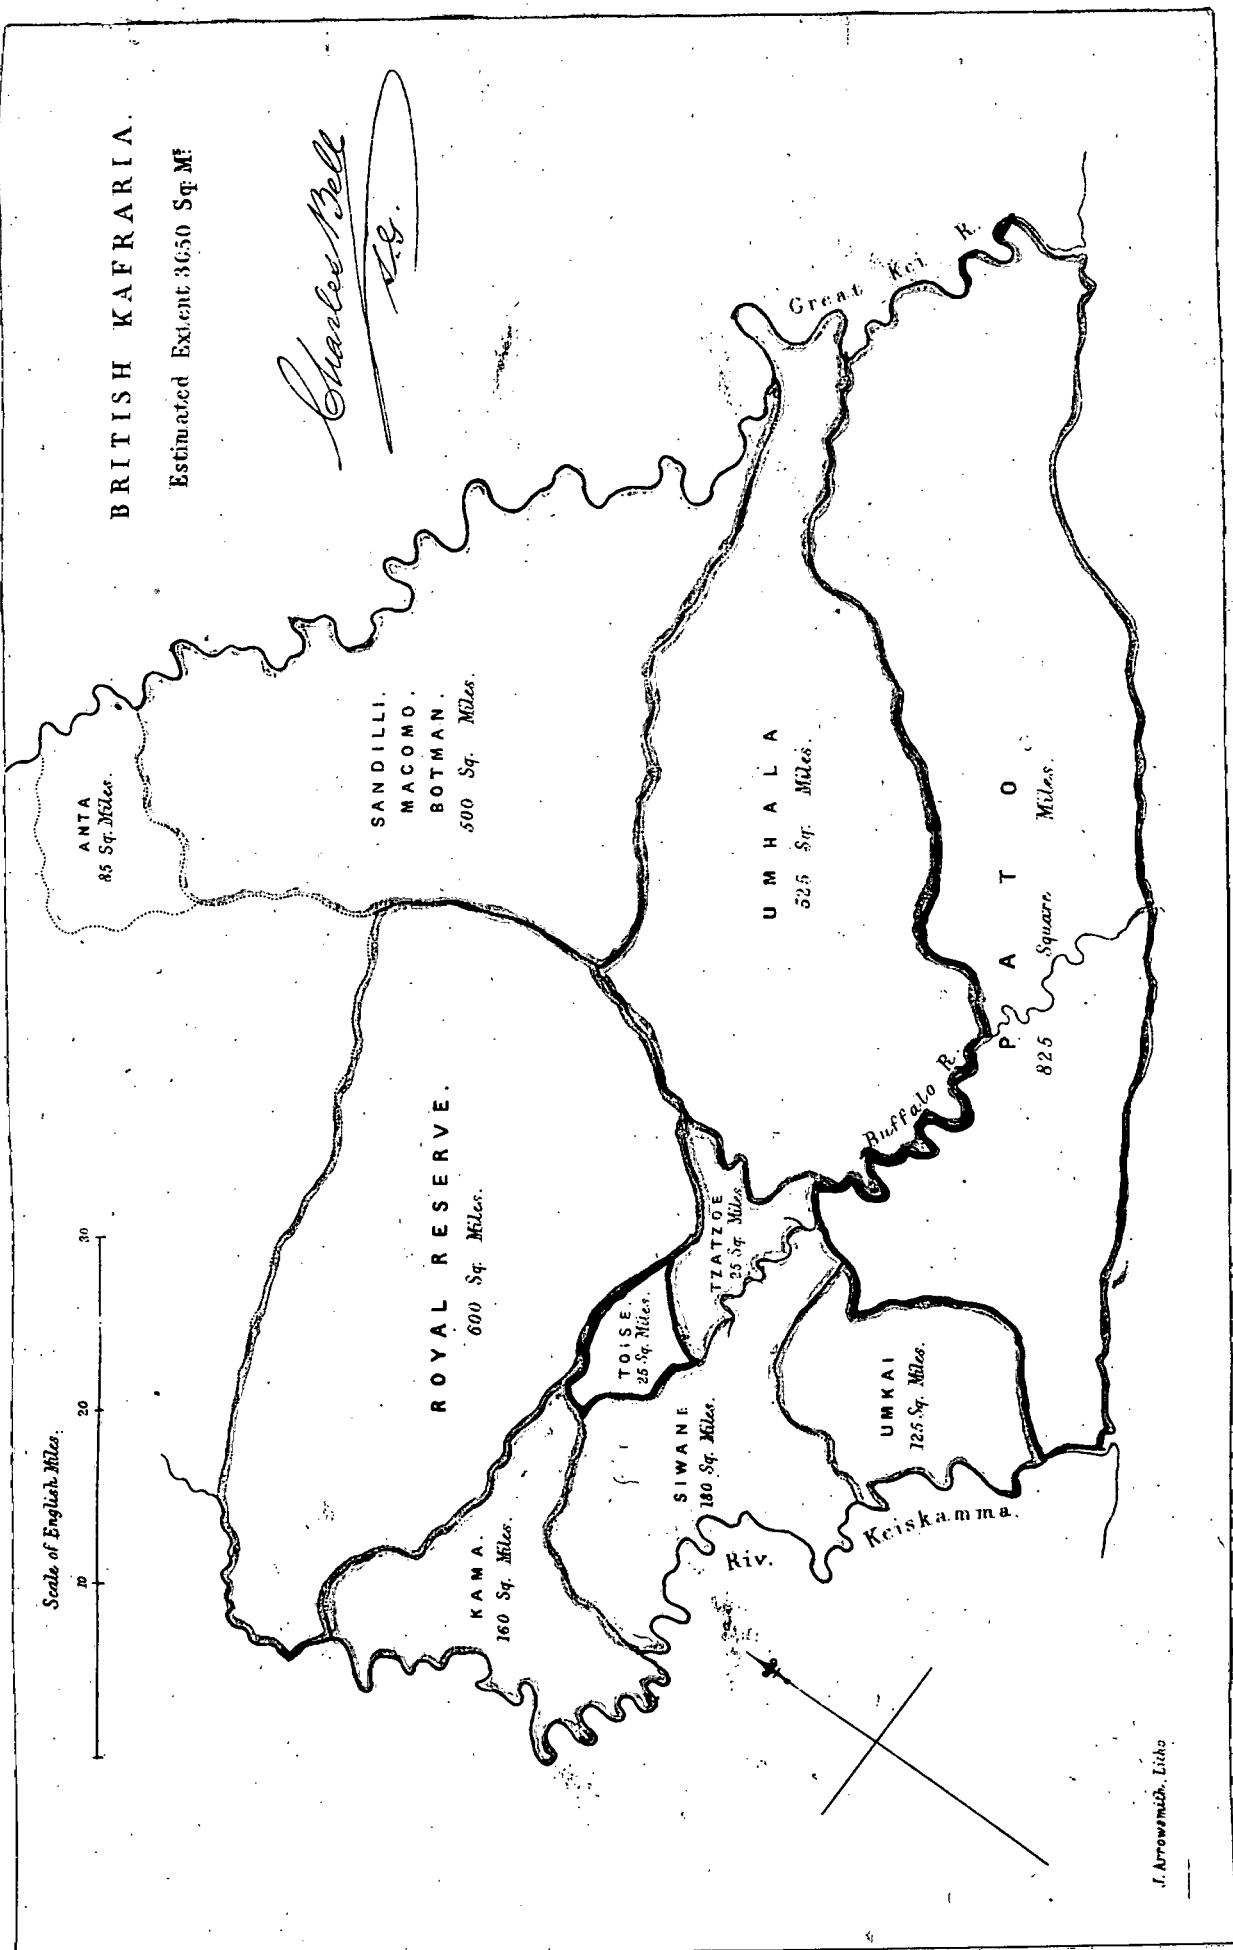 BRITISH KAFRARIA.
Estimated Extent 3650 Sq. Ms
Charles Bell
S.G.
Scale of English Miles.
10
20
30
ANTA
85 Sq. Miles.
SANDILLI.
MACOMO.
BOTMAN.
500 Sq. Miles.
Great Kei R.
ROYAL RESERVE.
600 Sq. Miles.
UMHALA
525 Sq. Miles.
PATO
825 Square Miles.
Buffalo R.
TZATZOE
25 Sq. Miles
TOISE.
25 Sq. Miles.
KAMA.
160 Sq. Miles.
SIWANI
180 Sq. Miles.
UMKAI
125 Sq. Miles.
Riv. Keiskamma.
J. Arrowsmith, Litho